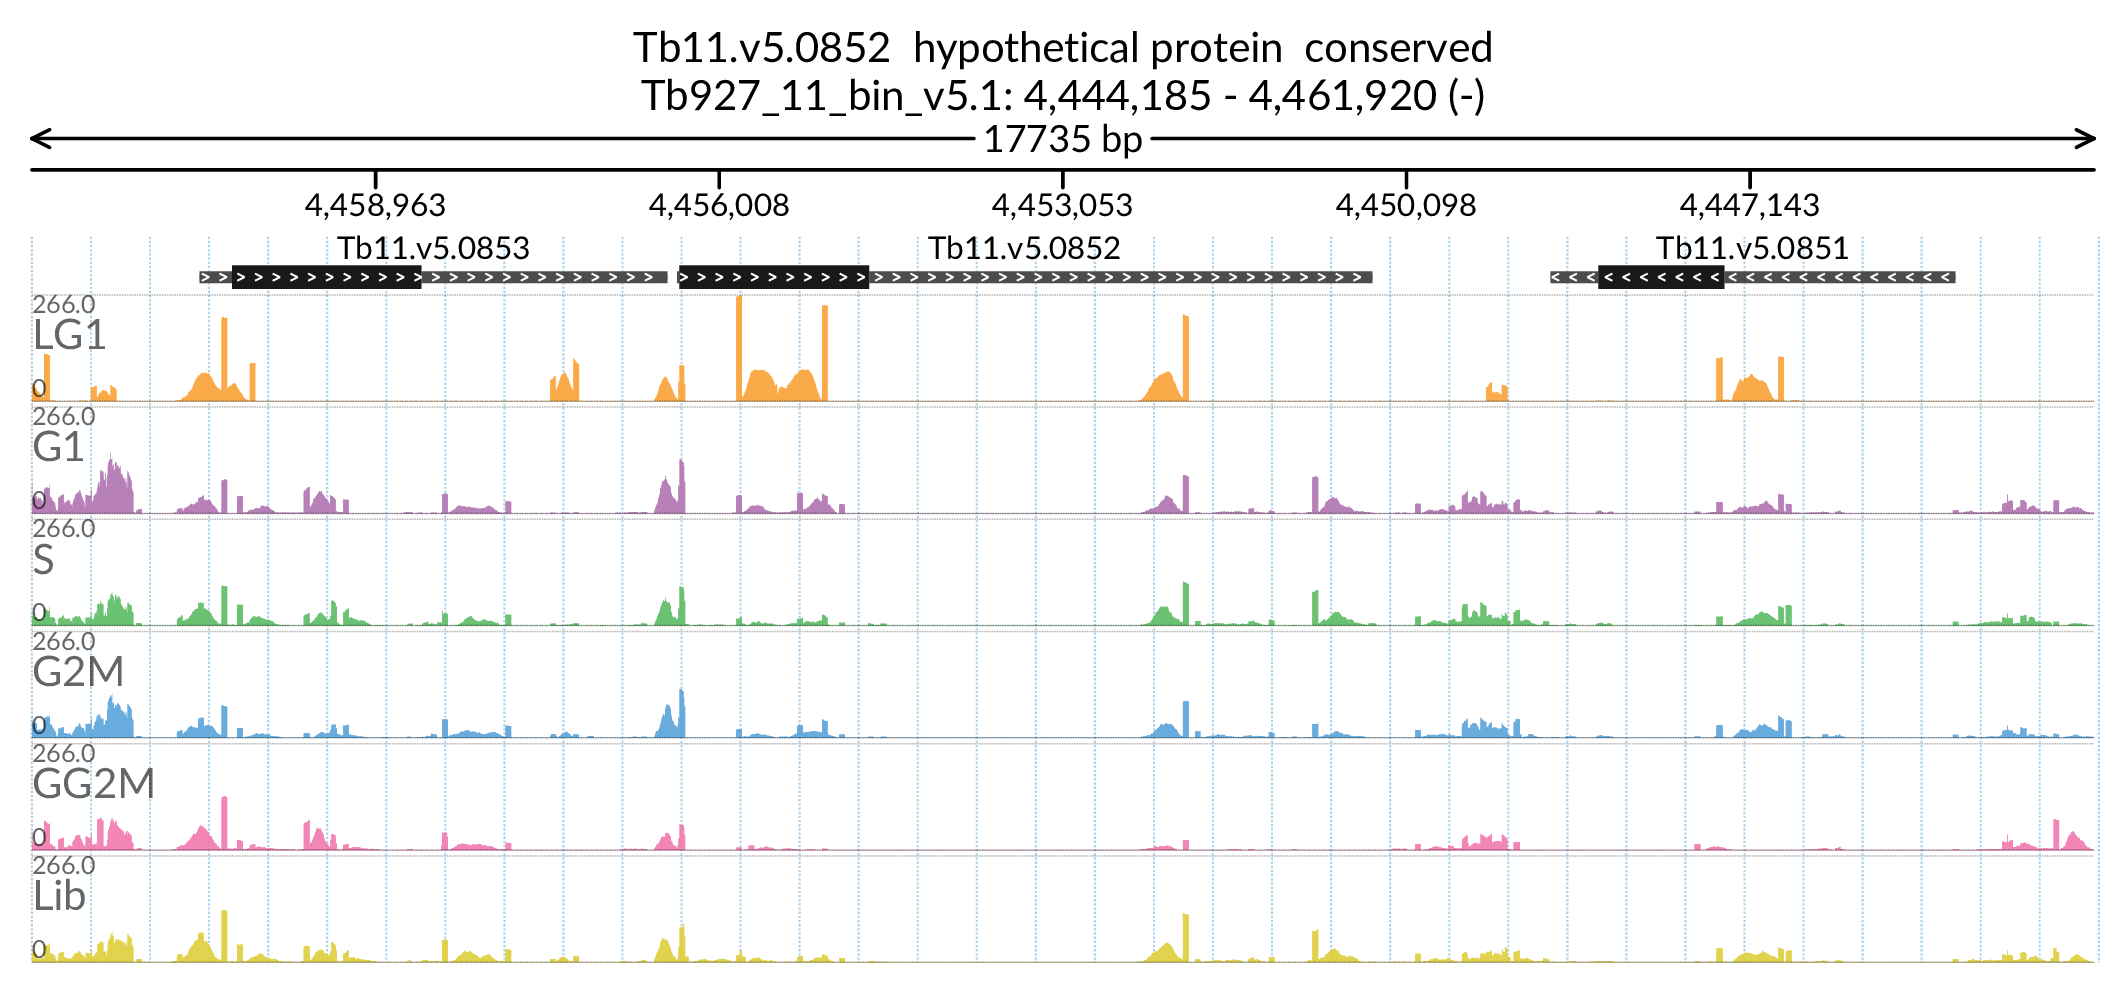 Tb11.v5.0852 hypothetical protein conserved
Tb927_11_bin_v5.1: 4,444,185 - 4,461,920 (-)
17735 bp
4,458,963 4,456,008 4,453,053 4,450,098 4,447,143
Tb11.v5.0853 Tb11.v5.0852 Tb11.v5.0851
266.0
LG1
0
266.0
G1
0
266.0
S
0
266.0
G2M
0
266.0
GG2M
0
266.0
Lib
0